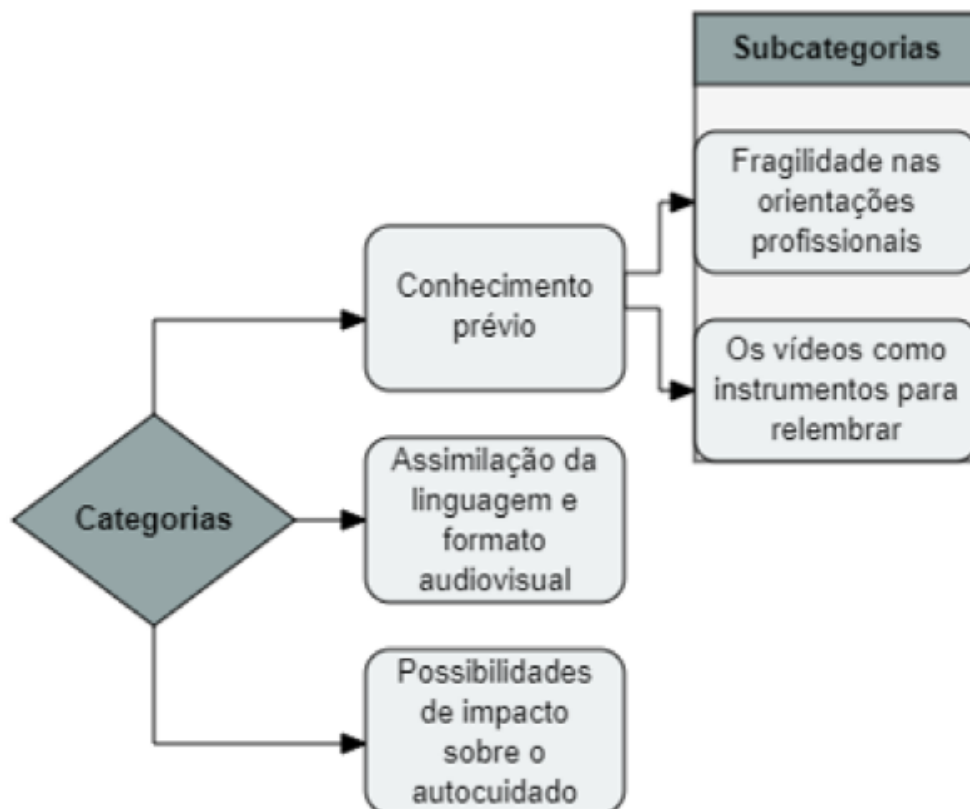 Subcategorias
Fragilidade nas
orientações
profissionais
Conhecimento
prévio
Os vídeos como
instrumentos para
relembrar
Categorias
Assimilação da
linguagem e
formato
audiovisual
Possibilidades
de impacto
sobre o
autocuidado